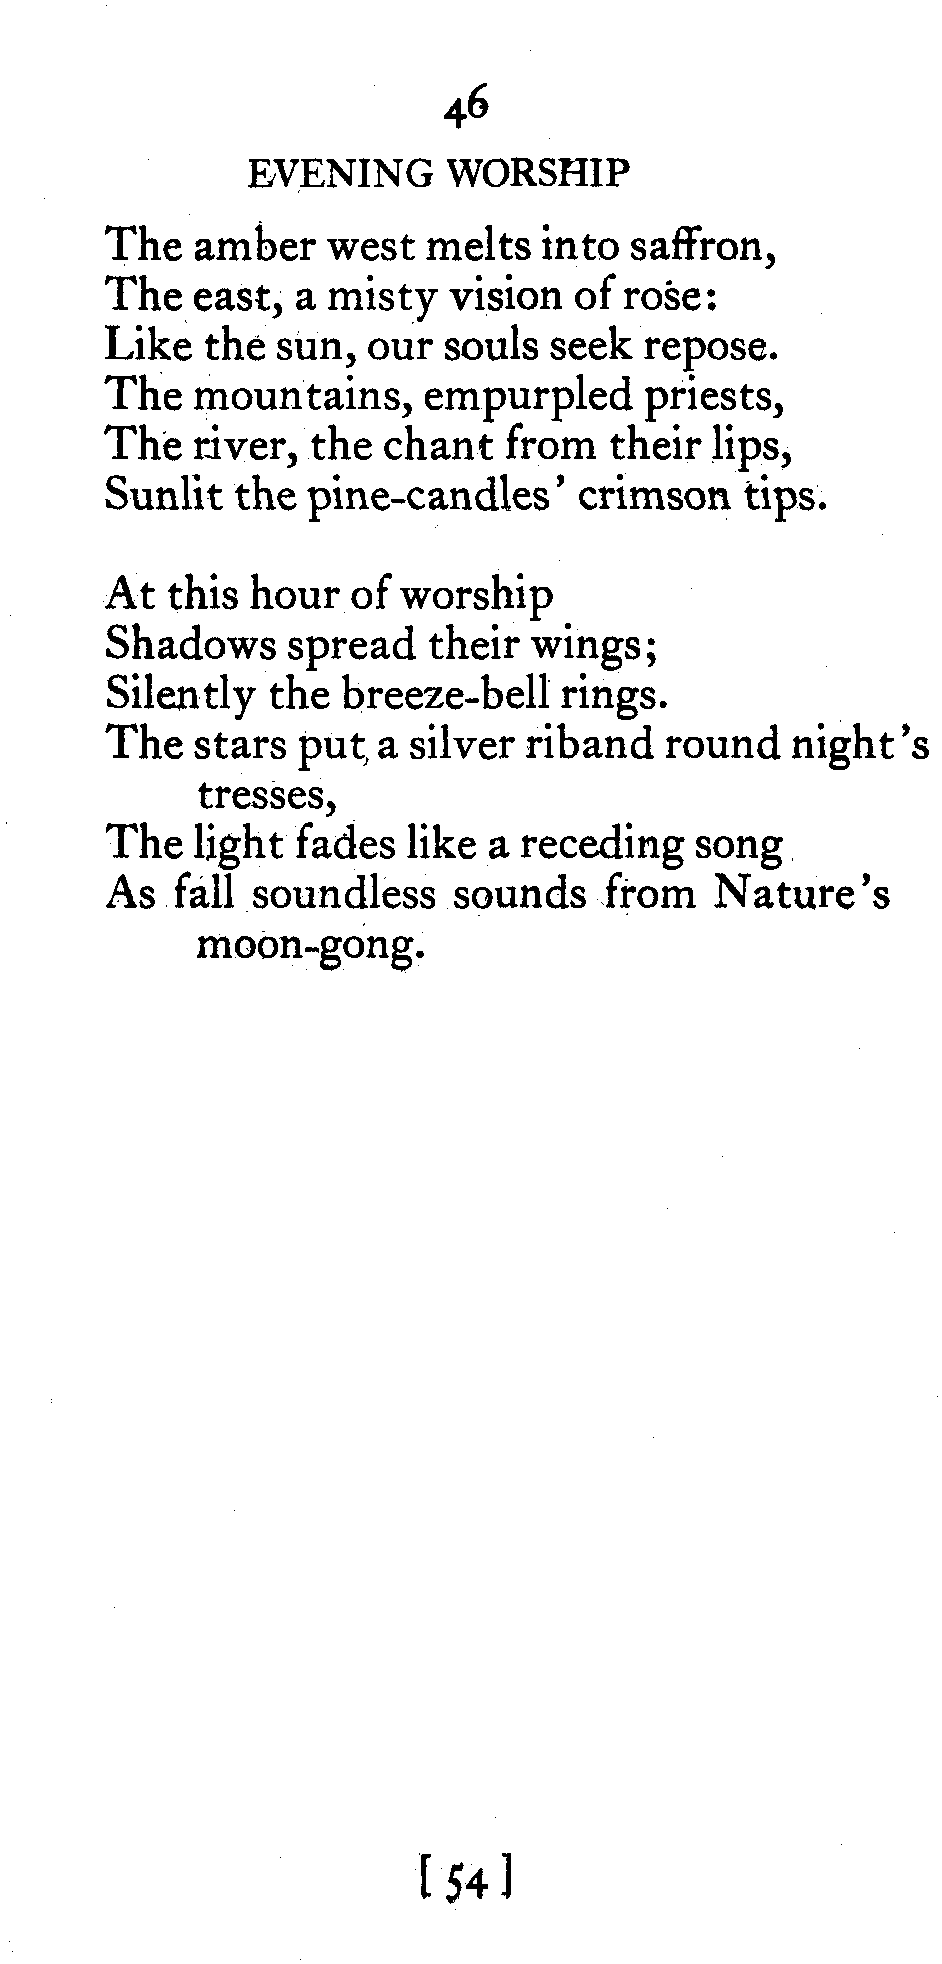 46
EVENING WORSHIP
The amber west melts into saffron,
The east, a misty vision of rose:
Like the sun, our souls seek repose.
The mountains, empurpled priests,
The river, the chant from their lips,
Sunlit the pine-candles' crimson tips.
At this hour of worship
Shadows spread their wings;
Silently the breeze-bell rings.
The stars put a silver riband round night's
tresses,
The light fades like a receding song
As fall soundless sounds from Nature's
moon-gong.
[ 54 ]